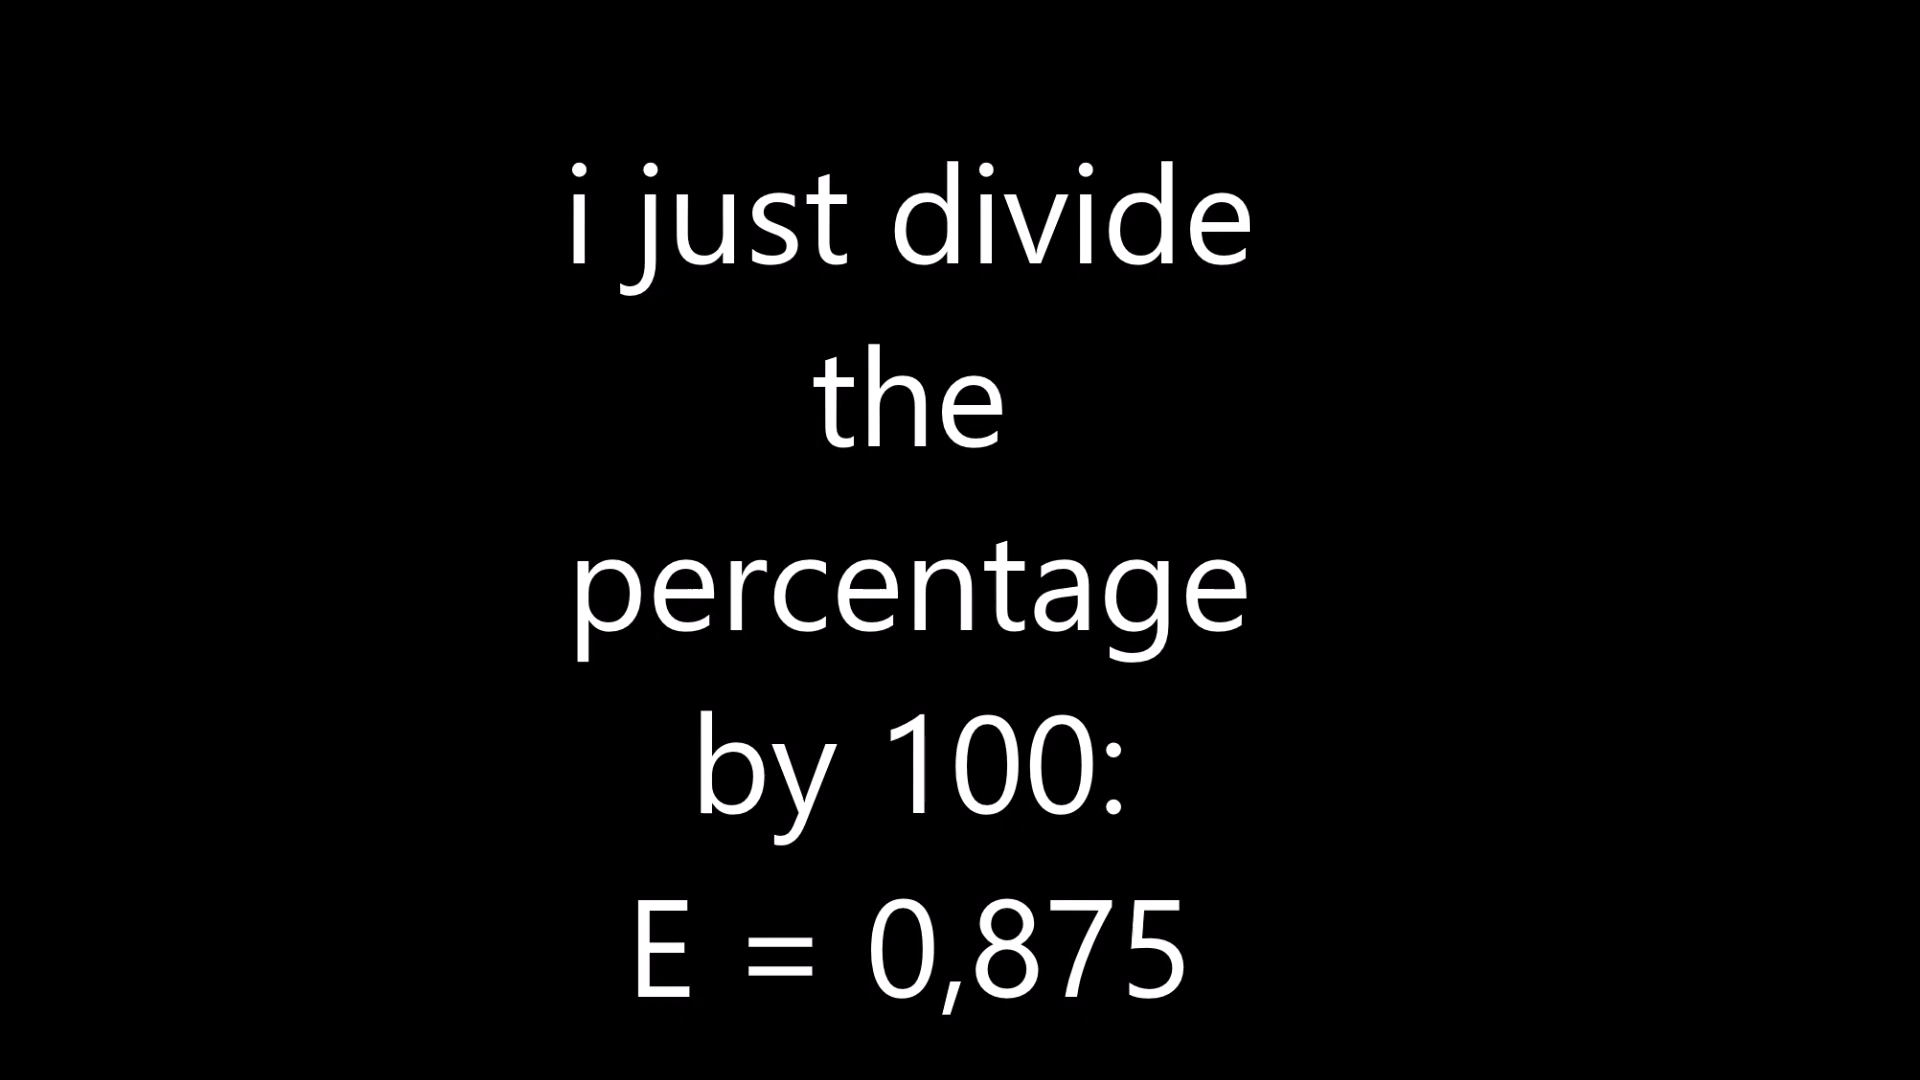 i just divide
the
percentage
by 100:
E = 0,875